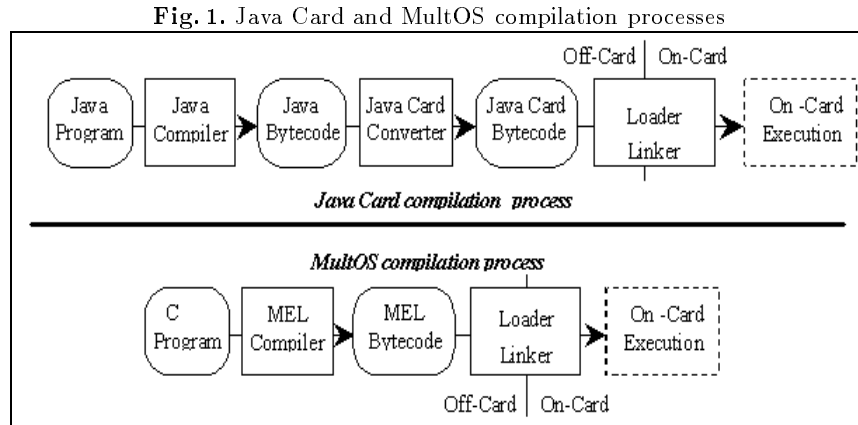 Fig. 1. Java Card and MultOS compilation processes
Off-Card On-Card
Java Program
Java Compiler
Java Bytecode
Java Card Converter
Java Card Bytecode
Loader Linker
On -Card Execution
Java Card compilation process
MultOS compilation process
C Program
MEL Compiler
MEL Bytecode
Loader Linker
On -Card Execution
Off-Card On-Card